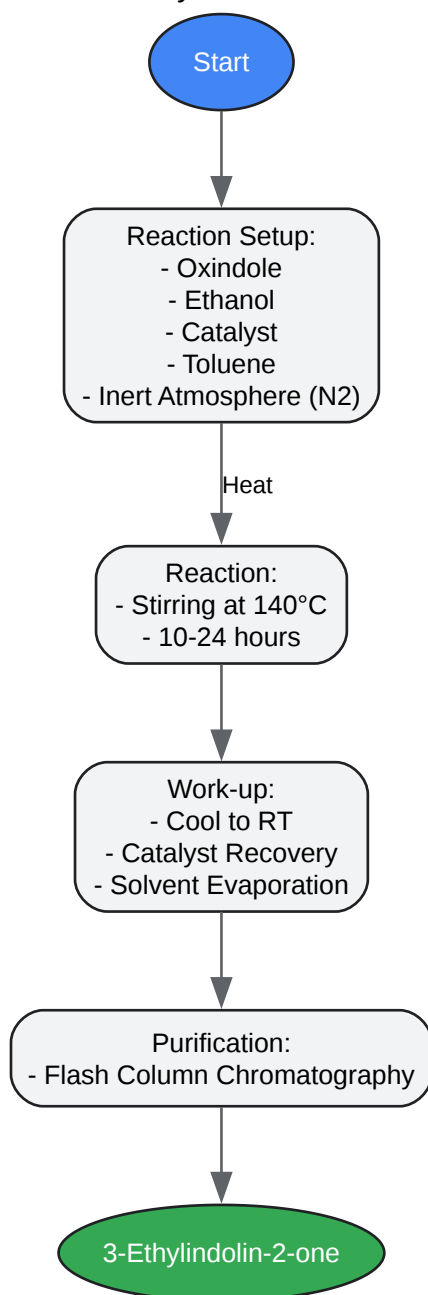 Start
Reaction Setup:
- Oxindole
- Ethanol
- Catalyst
- Toluene
- Inert Atmosphere (N2)
Heat
Reaction:
- Stirring at 140°C
- 10-24 hours
Work-up:
- Cool to RT
- Catalyst Recovery
- Solvent Evaporation
Purification:
- Flash Column Chromatography
3-Ethylindolin-2-one